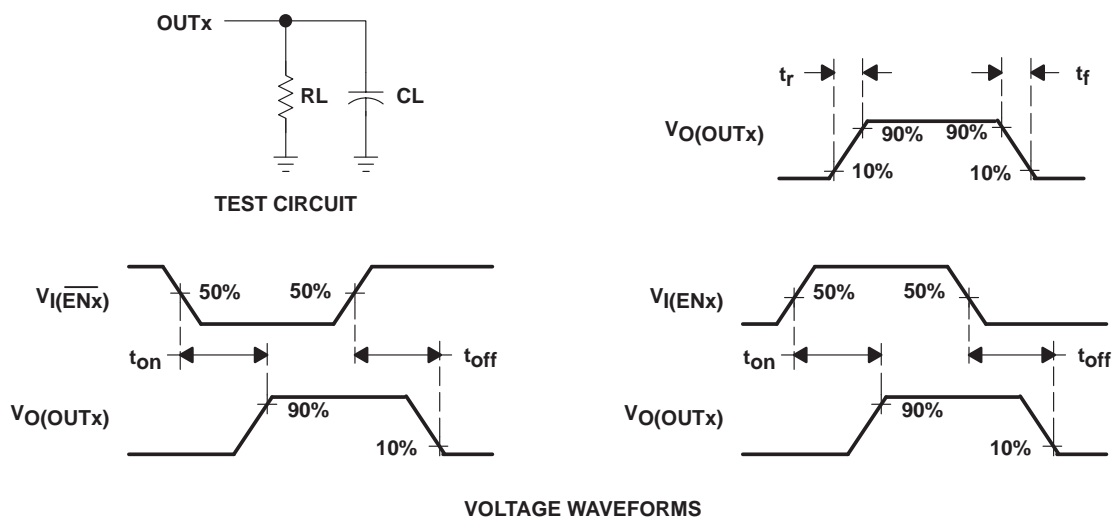 OUTx
RL
CL
TEST CIRCUIT
tr
tf
VO(OUTx)
90%
90%
10%
10%
VI(E̅N̅x̅)
50%
50%
ton
toff
VO(OUTx)
90%
10%
VI(ENx)
50%
50%
ton
toff
VO(OUTx)
90%
10%
VOLTAGE WAVEFORMS